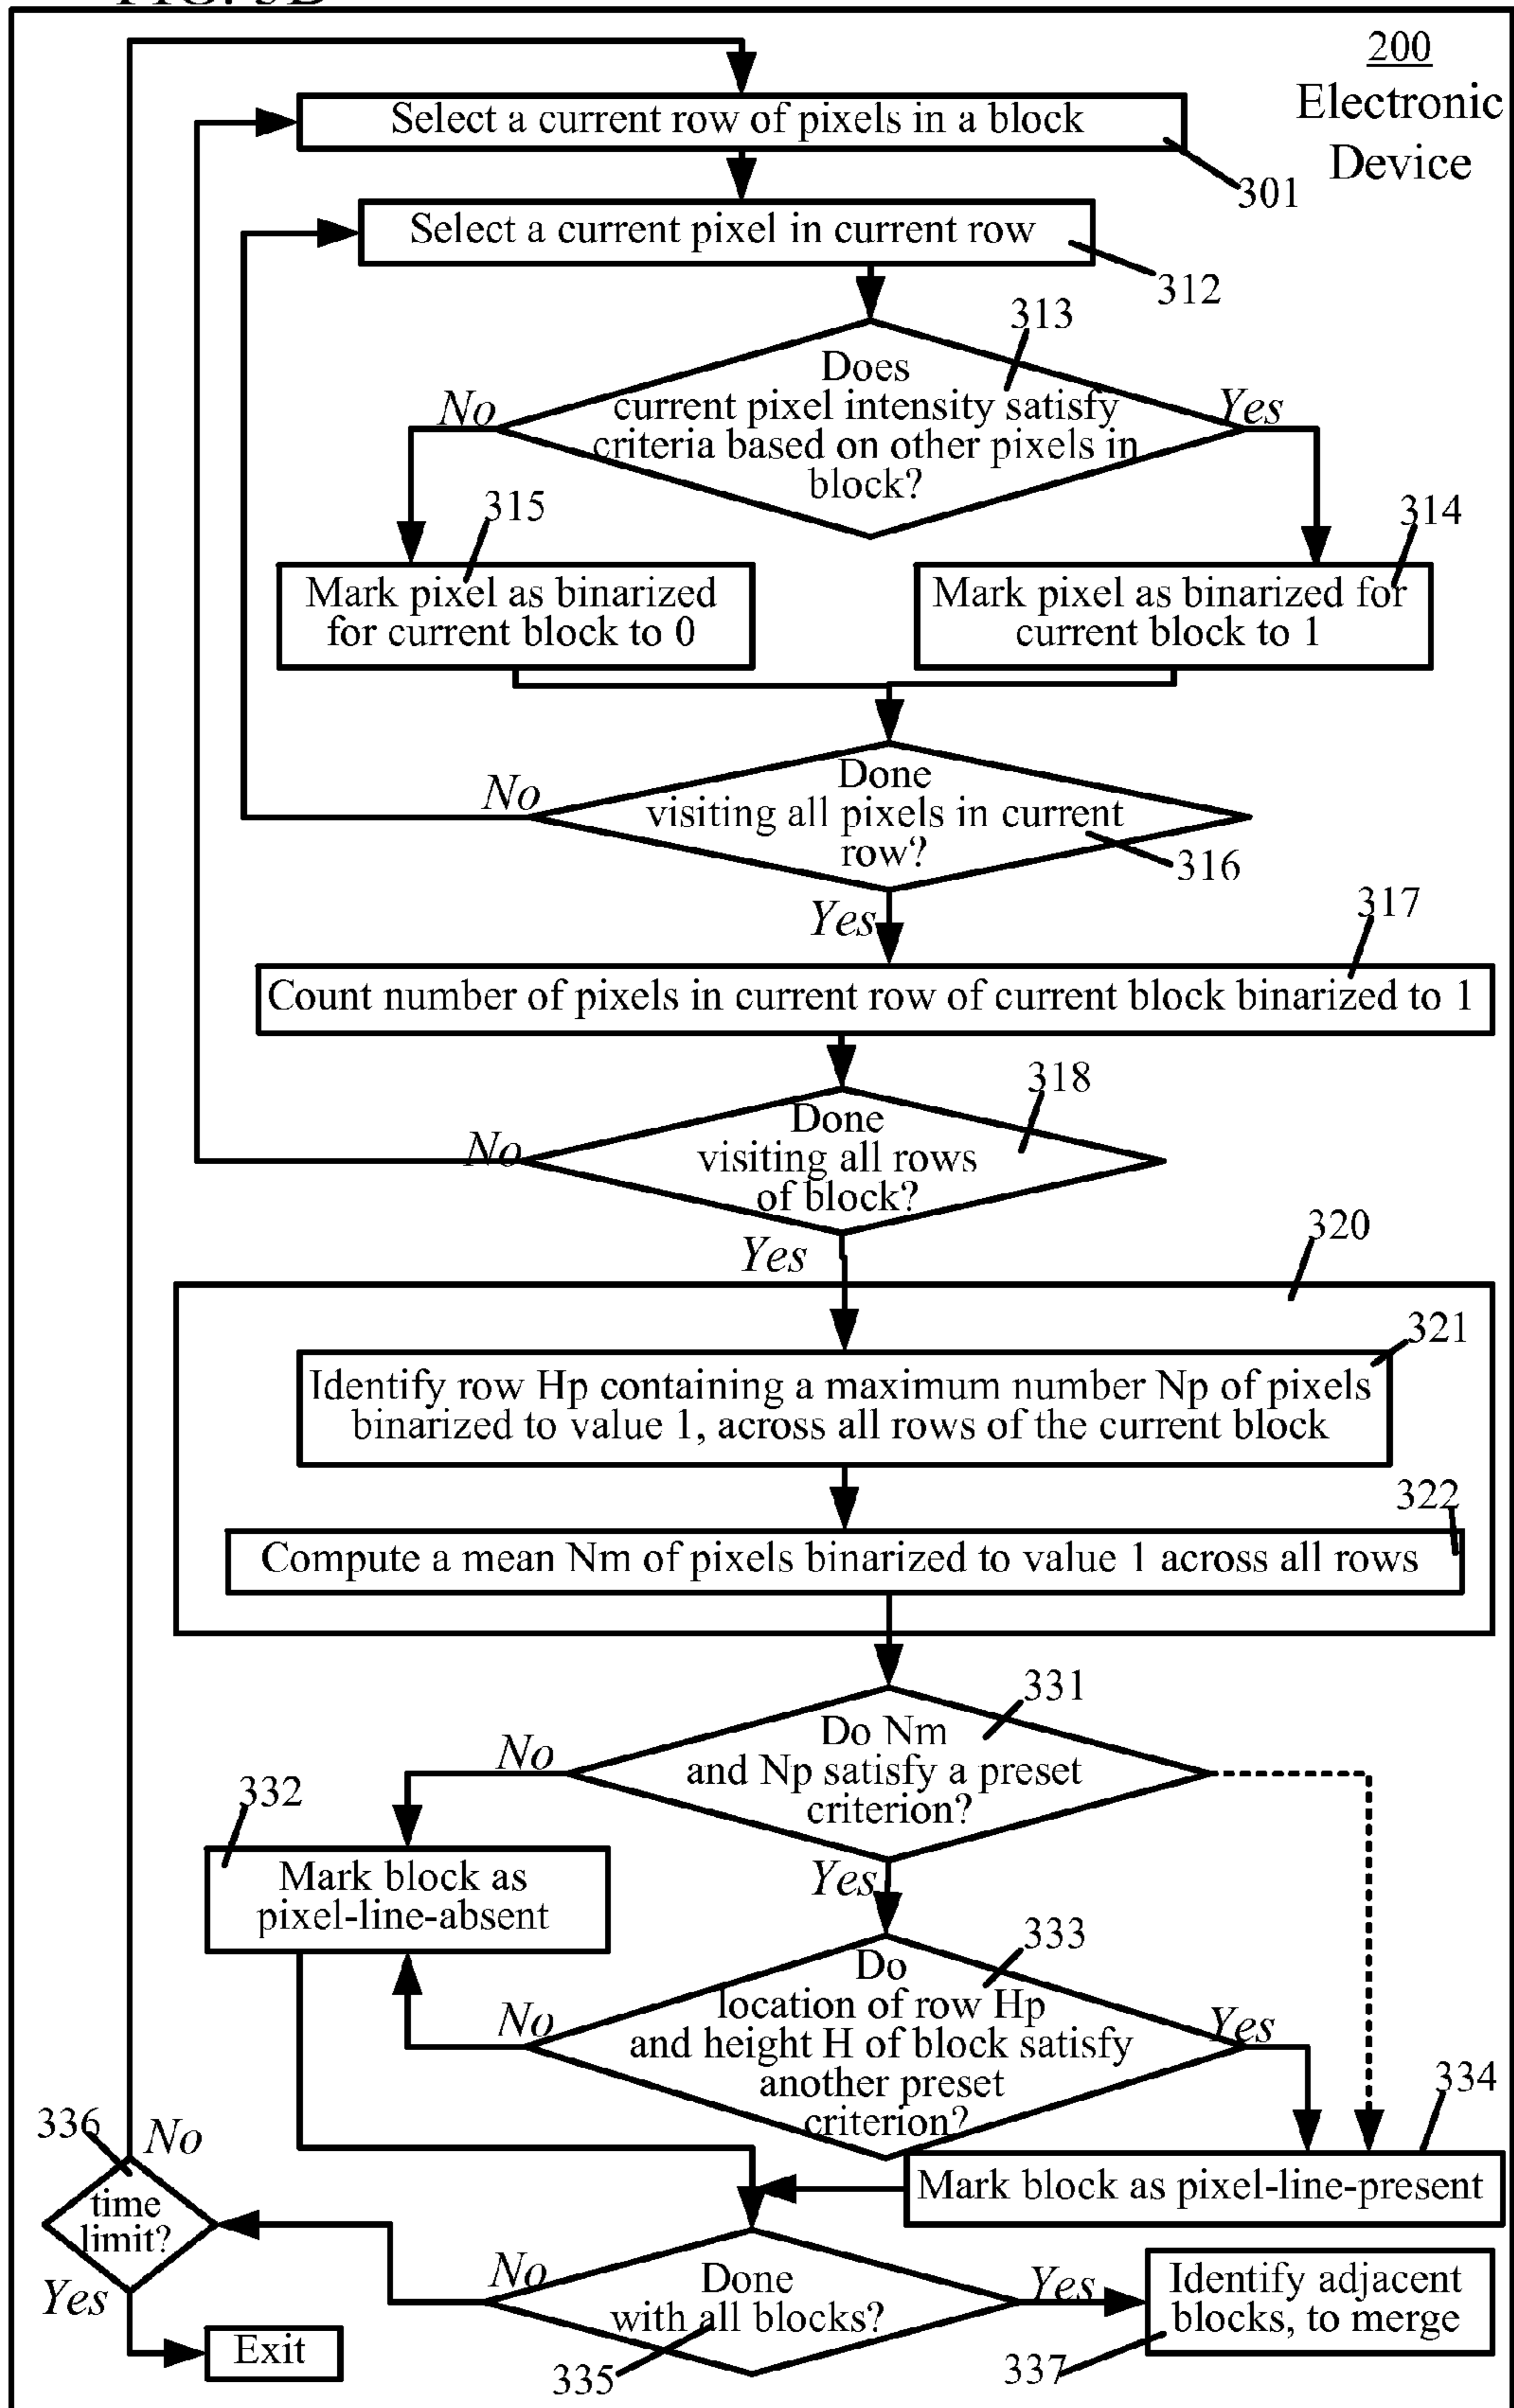 200
Electronic
Device
Select a current row of pixels in a block
301
Select a current pixel in current row
312
313
Does
current pixel intensity satisfy
criteria based on other pixels in
block?
No
Yes
315
314
Mark pixel as binarized
for current block to 0
Mark pixel as binarized for
current block to 1
Done
visiting all pixels in current
row?
No
316
Yes
317
Count number of pixels in current row of current block binarized to 1
318
Done
visiting all rows
of block?
No
Yes
320
321
Identify row Hp containing a maximum number Np of pixels
binarized to value 1, across all rows of the current block
322
Compute a mean Nm of pixels binarized to value 1 across all rows
331
Do Nm
and Np satisfy a preset
criterion?
No
332
Mark block as
pixel-line-absent
Yes
333
Do
location of row Hp
and height H of block satisfy
another preset
criterion?
No
Yes
334
Mark block as pixel-line-present
336
No
time
limit?
Yes
Exit
No
Done
with all blocks?
Yes
335
Identify adjacent
blocks, to merge
337